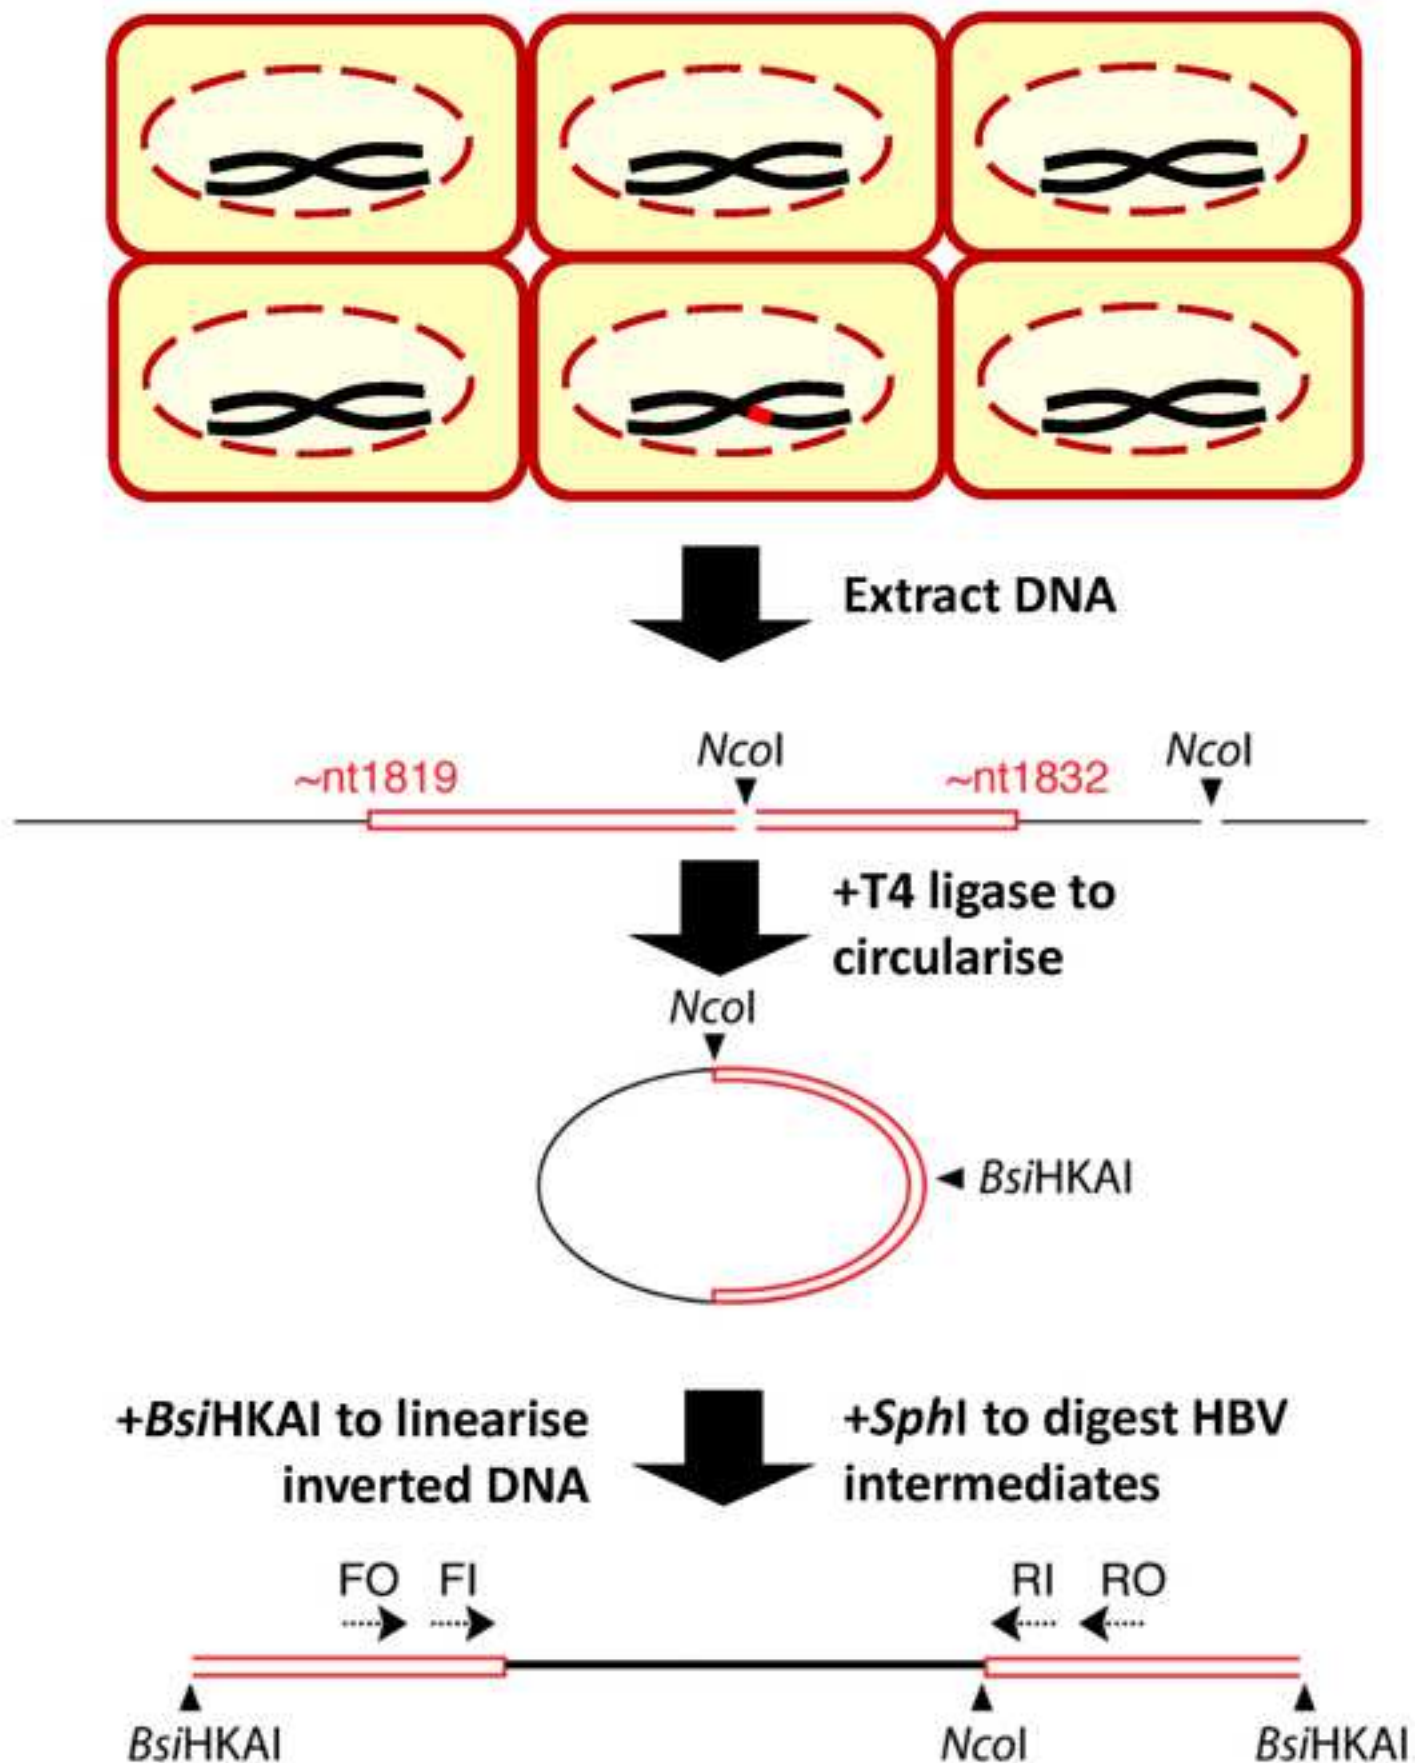 Extract DNA
NcoI
NcoI
~nt1819
~nt1832
+T4 ligase to
circularise
NcoI
BsiHKAI
+BsiHKAI to linearise
inverted DNA
+SphI to digest HBV
intermediates
FO FI
RI RO
BsiHKAI
NcoI
BsiHKAI